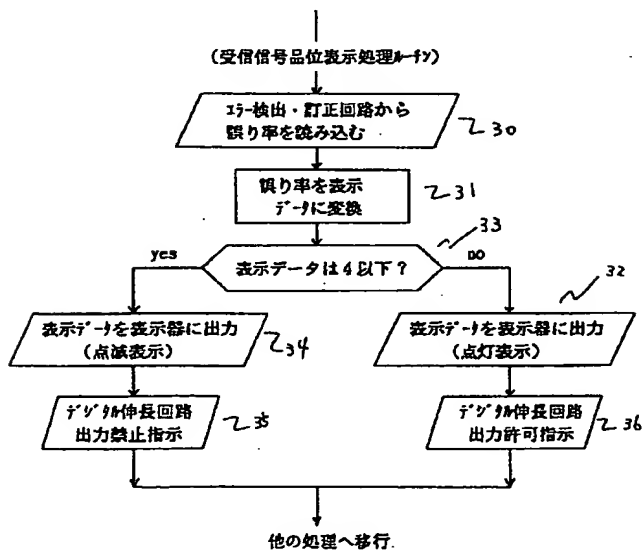 (受信信号品位表示処理ルーチン)
エラー検出・訂正回路から
誤り率を読み込む
30
誤り率を表示
データに変換
31
33
yes
表示データは4以下?
no
32
表示データを表示器に出力
(点滅表示)
34
表示データを表示器に出力
(点灯表示)
デジタル伸長回路
出力禁止指示
35
デジタル伸長回路
出力許可指示
36
他の処理へ移行.